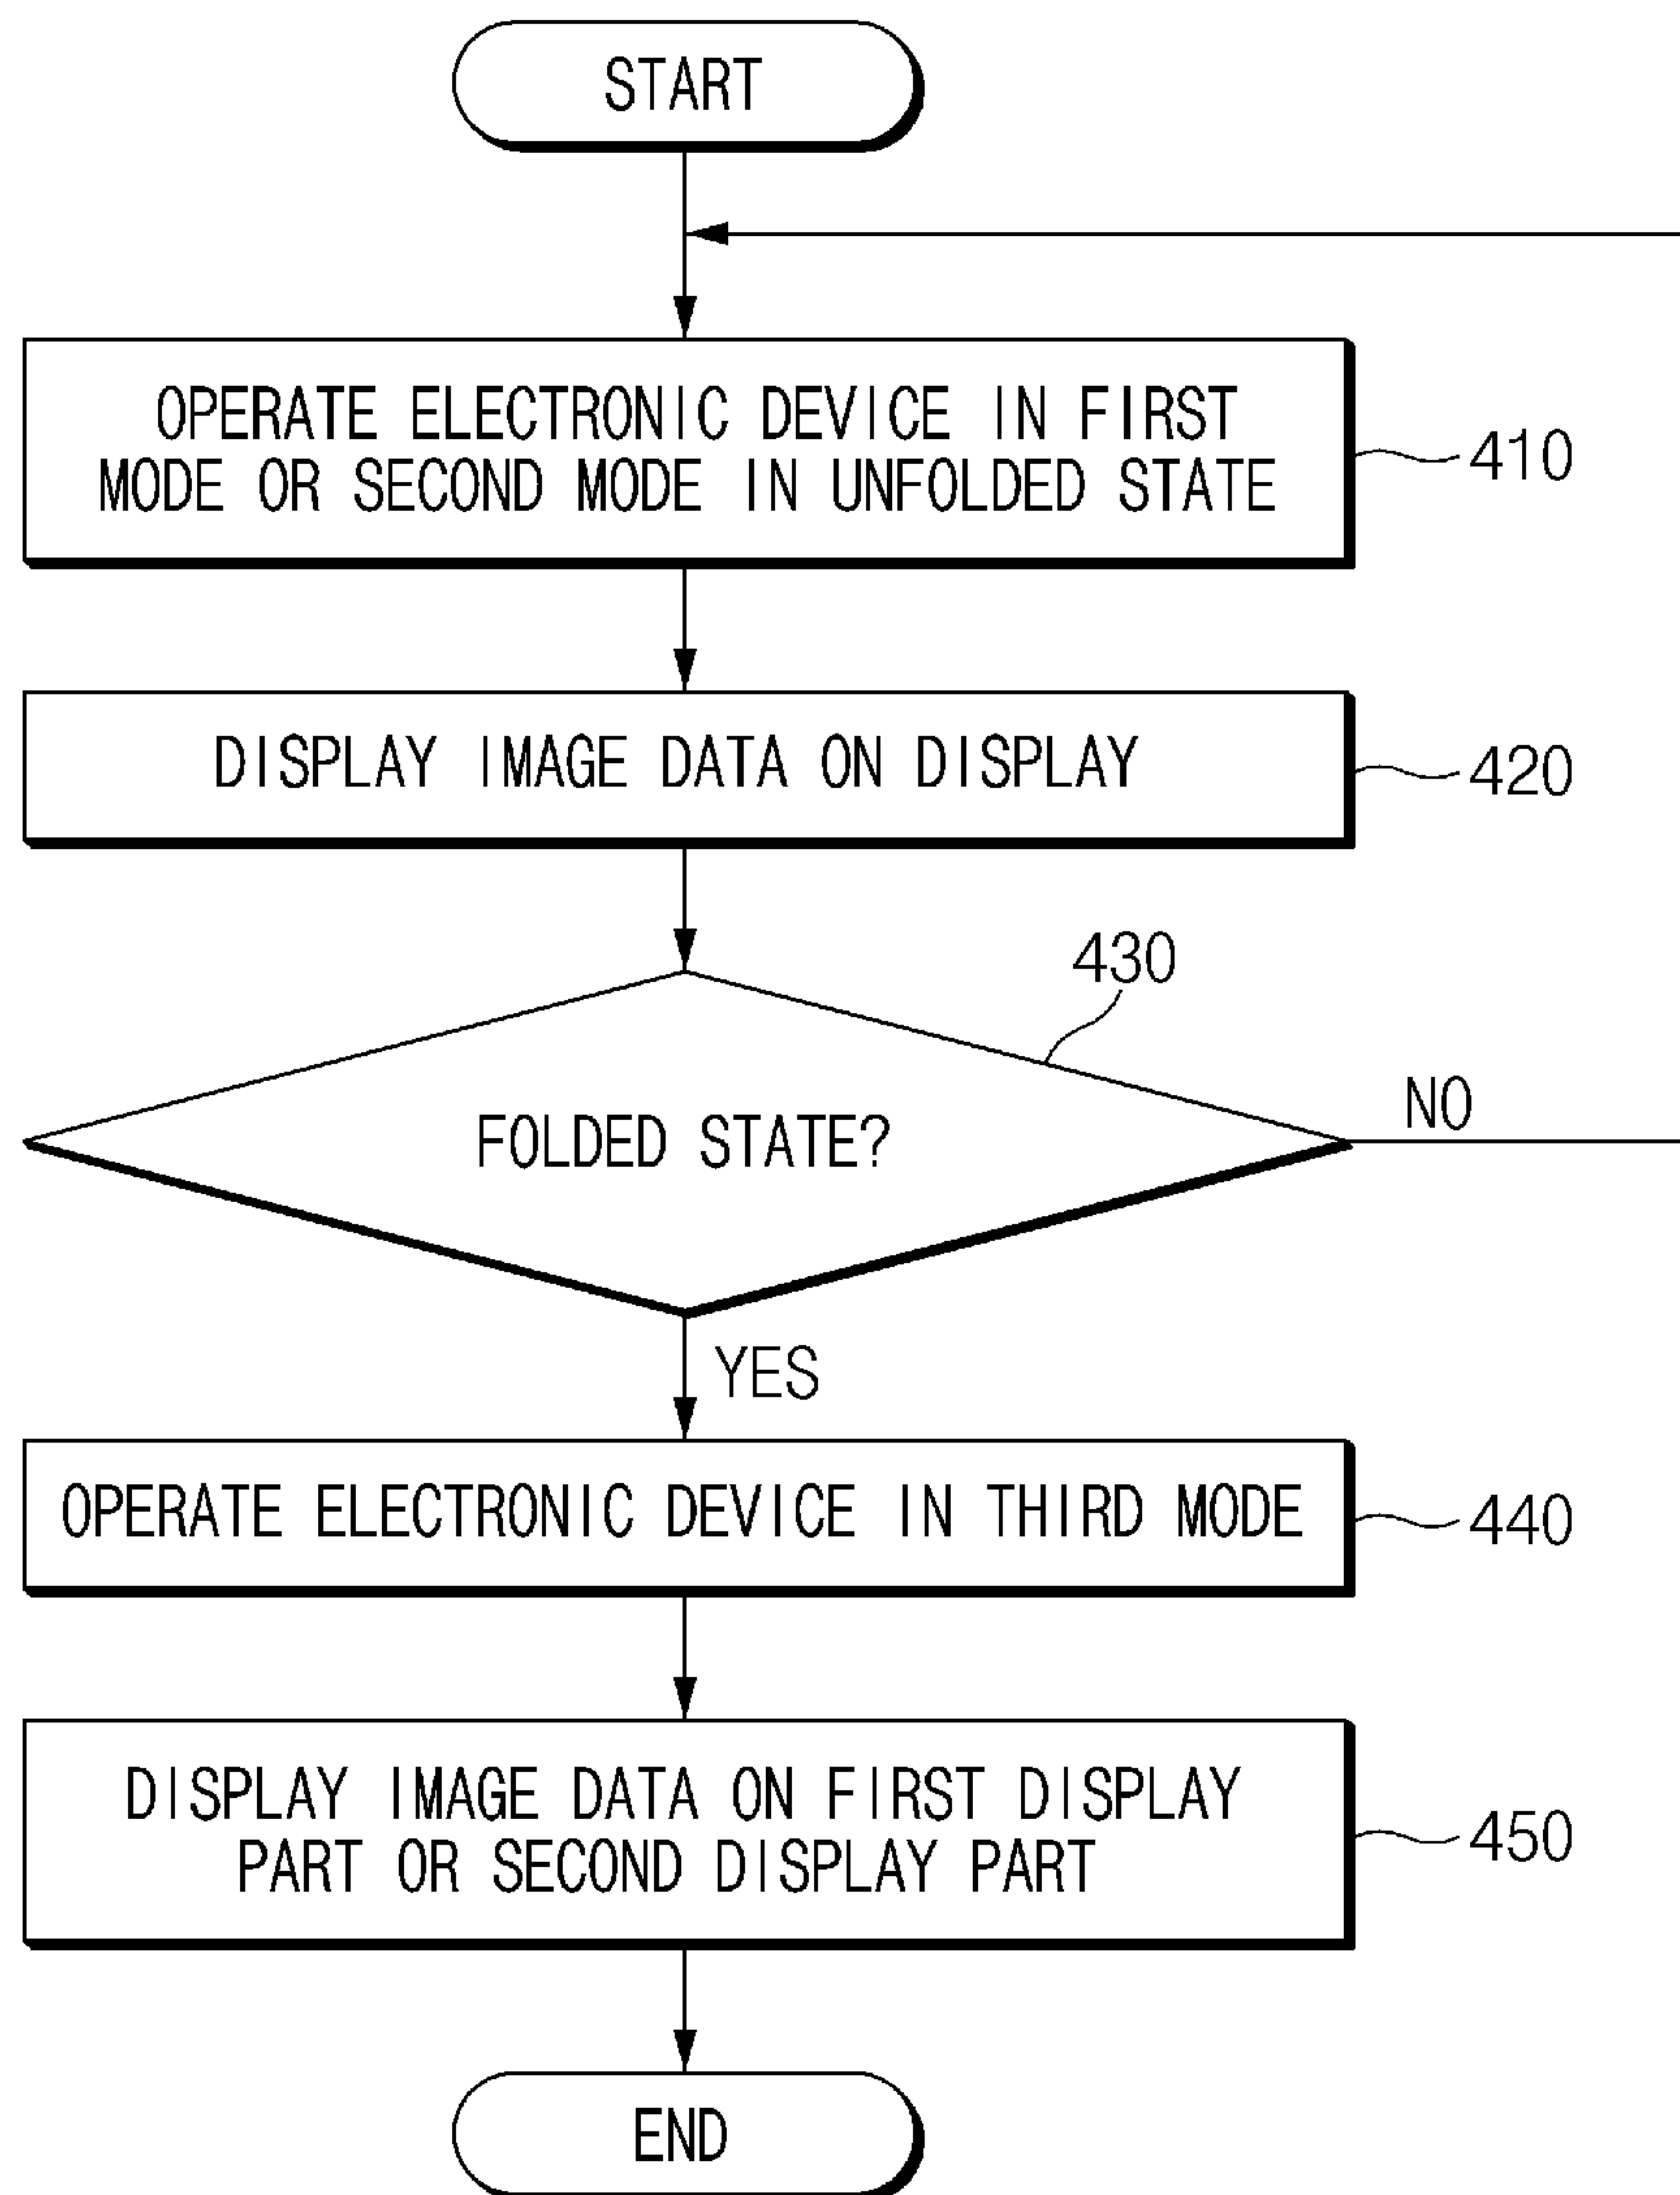 START
OPERATE ELECTRONIC DEVICE IN FIRST
MODE OR SECOND MODE IN UNFOLDED STATE
410
DISPLAY IMAGE DATA ON DISPLAY
420
430
FOLDED STATE?
NO
YES
OPERATE ELECTRONIC DEVICE IN THIRD MODE
440
DISPLAY IMAGE DATA ON FIRST DISPLAY
PART OR SECOND DISPLAY PART
450
END